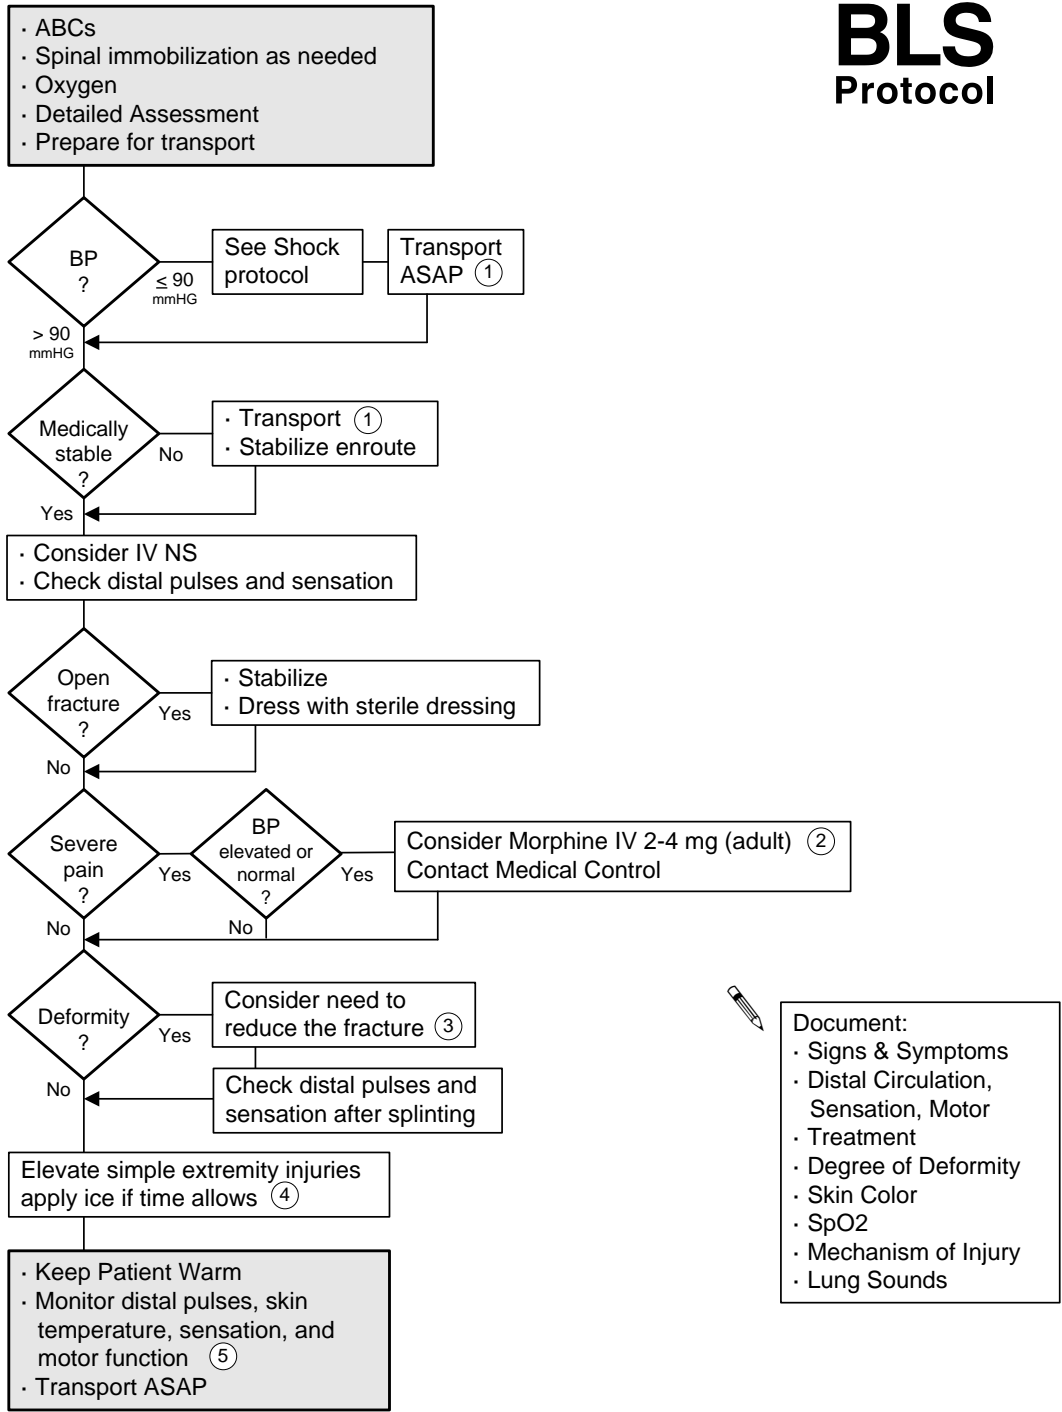 BLS
Protocol
· ABCs
· Spinal immobilization as needed
· Oxygen
· Detailed Assessment
· Prepare for transport
BP
?
≤ 90
mmHG
See Shock
protocol
Transport
ASAP 1
> 90
mmHG
Medically
stable
?
No
· Transport 1
· Stabilize enroute
Yes
· Consider IV NS
· Check distal pulses and sensation
Open
fracture
?
Yes
· Stabilize
· Dress with sterile dressing
No
Severe
pain
?
Yes
BP
elevated or
normal
?
Yes
Consider Morphine IV 2-4 mg (adult) 2
Contact Medical Control
No
No
Deformity
?
Yes
Consider need to
reduce the fracture 3
Check distal pulses and
sensation after splinting
No
Elevate simple extremity injuries
apply ice if time allows 4
· Keep Patient Warm
· Monitor distal pulses, skin
temperature, sensation, and
motor function 5
· Transport ASAP
Document:
· Signs & Symptoms
· Distal Circulation,
Sensation, Motor
· Treatment
· Degree of Deformity
· Skin Color
· SpO2
· Mechanism of Injury
· Lung Sounds